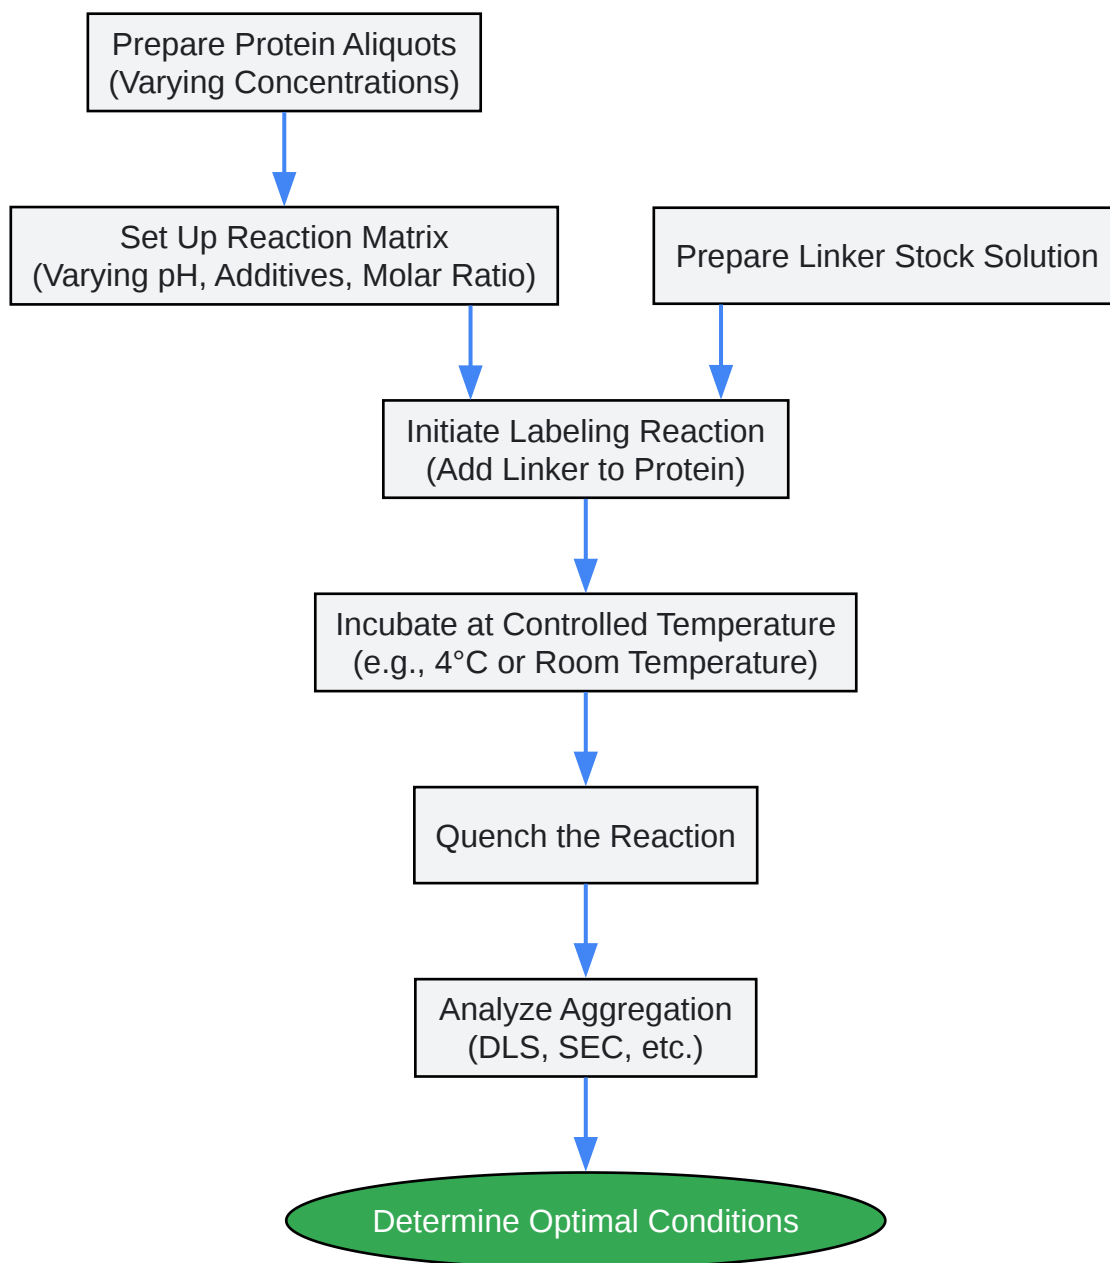 Prepare Protein Aliquots
(Varying Concentrations)
Set Up Reaction Matrix
(Varying pH, Additives, Molar Ratio)
Prepare Linker Stock Solution
Initiate Labeling Reaction
(Add Linker to Protein)
Incubate at Controlled Temperature
(e.g., 4°C or Room Temperature)
Quench the Reaction
Analyze Aggregation
(DLS, SEC, etc.)
Determine Optimal Conditions